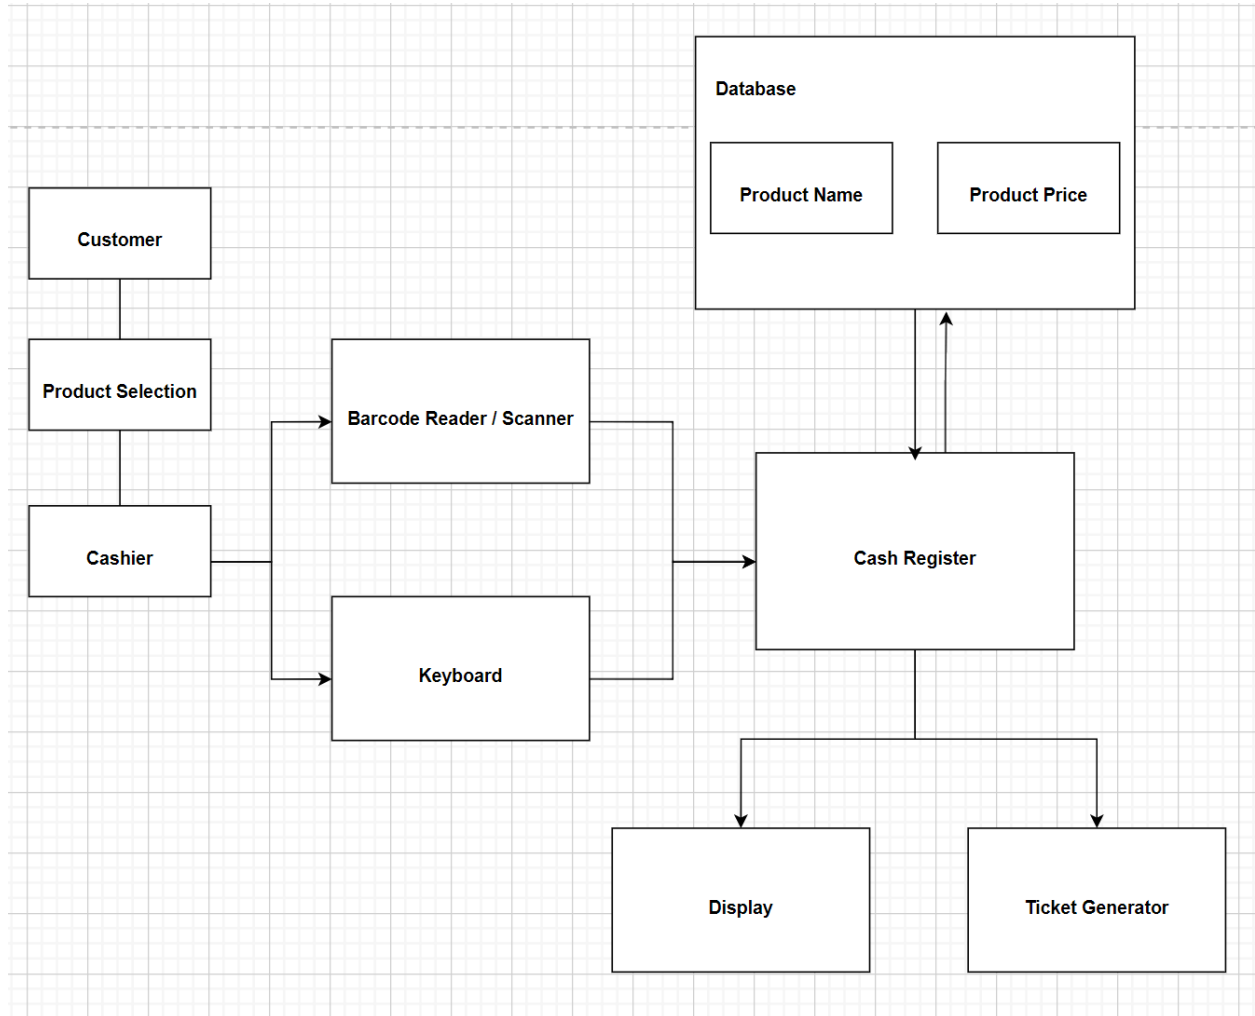 Database
Product Name
Product Price
Customer
Product Selection
Barcode Reader / Scanner
Cashier
Cash Register
Keyboard
Display
Ticket Generator